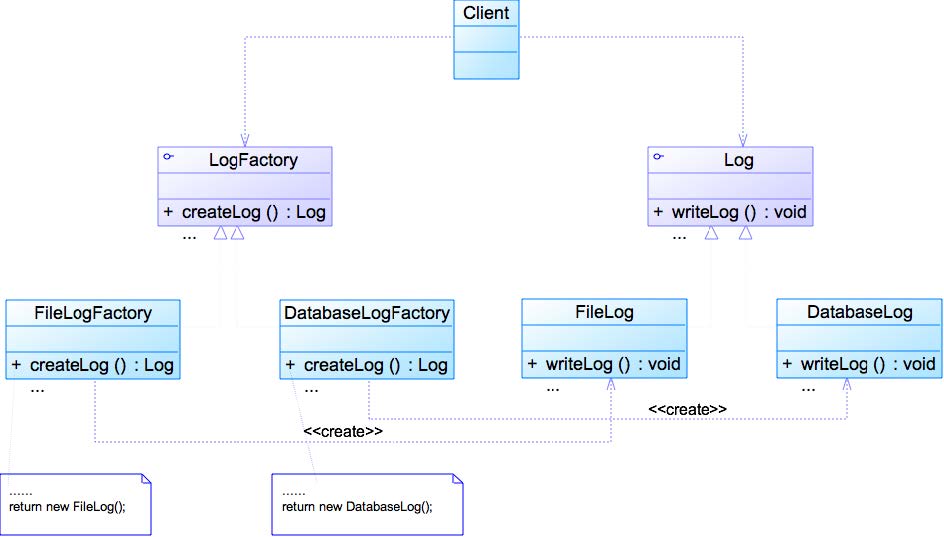 Client
LogFactory
+ createLog () : Log
...
Log
+ writeLog () : void
...
FileLogFactory
+ createLog () : Log
...
DatabaseLogFactory
+ createLog () : Log
...
FileLog
+ writeLog () : void
...
DatabaseLog
+ writeLog () : void
...
<<create>>
<<create>>
......
return new FileLog();
......
return new DatabaseLog();